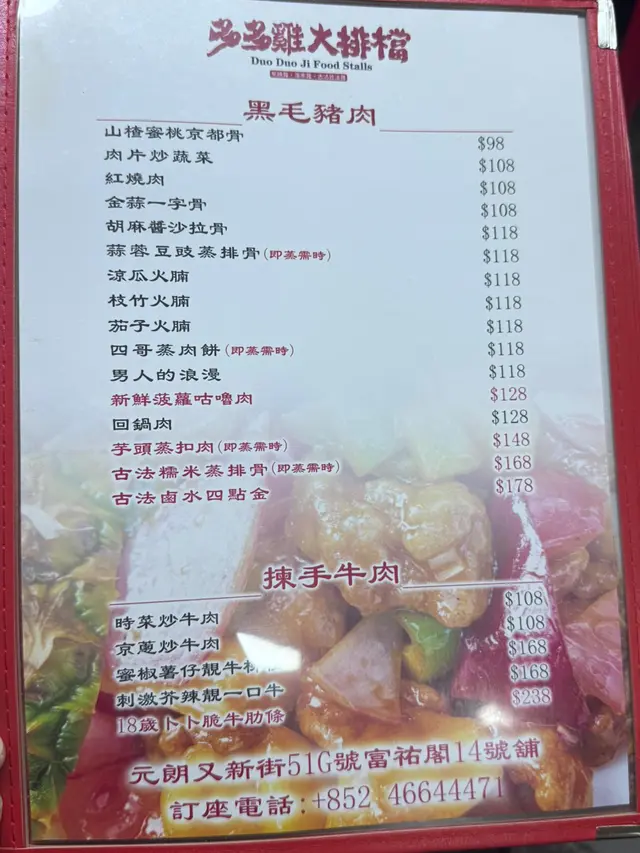 多多雞大排檔
Duo Duo Ji Food Stalls
黑毛豬肉
山楂蜜桃京都骨 $98
肉片炒蔬菜 $108
紅燒肉 $108
金蒜一字骨 $108
胡麻醬沙拉骨 $118
蒜蓉豆豉蒸排骨(即蒸需時) $118
涼瓜火腩 $118
枝竹火腩 $118
茄子火腩 $118
四哥蒸肉餅(即蒸需時) $118
男人的浪漫 $118
新鮮菠蘿咕嚕肉 $128
回鍋肉 $128
芋頭蒸扣肉(即蒸需時) $148
古法糯米蒸排骨(即蒸需時) $168
古法鹵水四點金 $178
揀手牛肉
時菜炒牛肉 $108
京蔥炒牛肉 $108
蜜椒薯仔靚牛 $168
刺激芥辣靚一口牛 $168
18歲卜卜脆牛肋條 $238
元朗又新街51G號富祐閣14號舖
訂座電話:+852 46644471